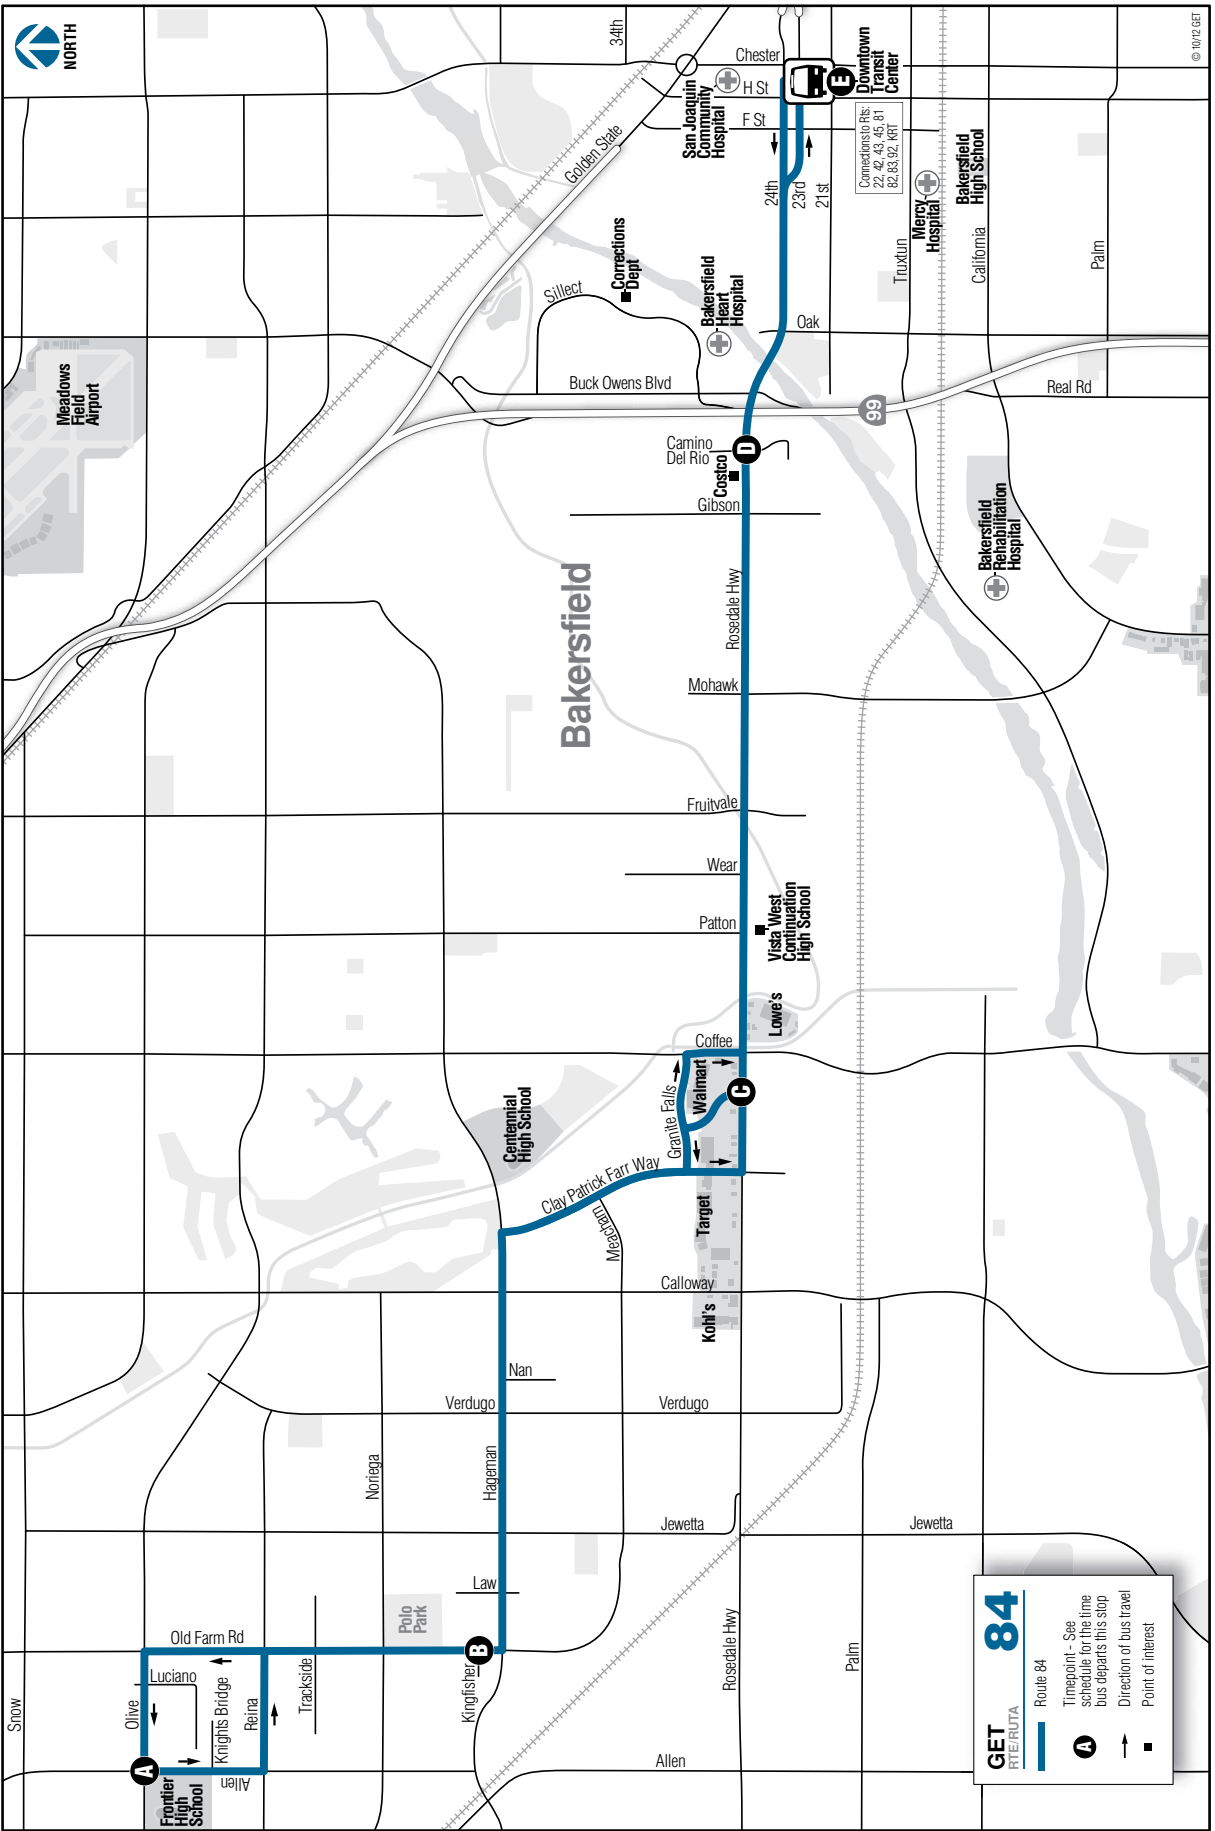 NORTH
© 10/12 GET
34th
Chester
H St
F St
San Joaquin
Community
Hospital
E
Downtown
Transit
Center
Connections to Rts:
22, 42, 43, 45, 81
82, 83, 92, KRT
Golden State
24th
23rd
21st
Mercy
Hospital
Bakersfield
High School
Truxtun
California
Palm
Corrections
Dept
Sillect
Bakersfield
Heart
Hospital
Oak
Meadows
Field
Airport
Buck Owens Blvd
Real Rd
99
Camino
Del Rio
D
Costco
Gibson
Bakersfield
Rehabilitation
Hospital
Bakersfield
Rosedale Hwy
Mohawk
Fruitvale
Wear
Patton
Vista West
Continuation
High School
Lowe's
Coffee
Walmart
C
Granite Falls
Centennial
High School
Clay Patrick Farr Way
Meacham
Target
Calloway
Kohl's
Nan
Verdugo
Verdugo
Noriega
Hageman
Jewetta
Jewetta
Law
Polo
Park
Old Farm Rd
B
Kingfisher
Luciano
Olive
Knights Bridge
Reina
Trackside
Snow
A
Allen
Frontier
High
School
Allen
Rosedale Hwy
Palm
GET
RTE/RUTA
84
Route 84
A
Timepoint - See
schedule for the time
bus departs this stop
Direction of bus travel
Point of interest